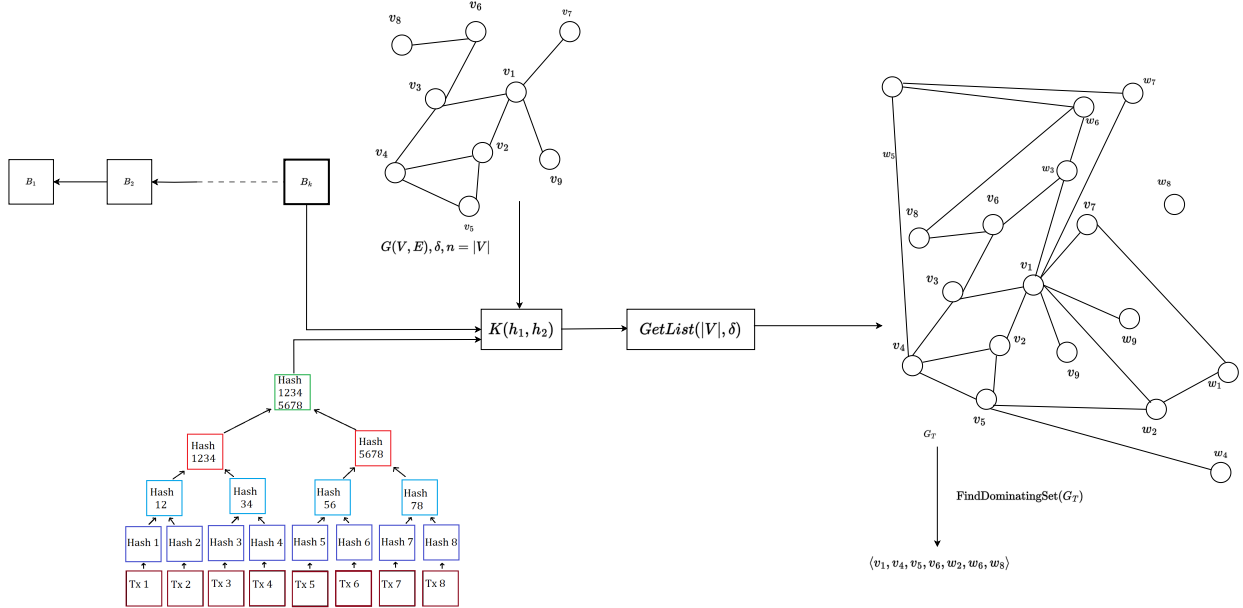 v₈
v₆
v₇
v₁
v₃
v₄
v₂
v₉
v₅
G(V, E), δ, n = |V|
B₁
B₂
Bₖ
K(h₁, h₂)
GetList(|V|, δ)
w₇
w₆
w₅
w₃
w₈
v₈
v₆
v₇
v₁
v₃
w₉
v₄
v₂
v₉
w₁
v₅
w₂
w₄
G_T
FindDominatingSet(G_T)
⟨v₁, v₄, v₅, v₆, w₂, w₆, w₈⟩
Hash
1234
5678
Hash
1234
Hash
5678
Hash
12
Hash
34
Hash
56
Hash
78
Hash 1
Hash 2
Hash 3
Hash 4
Hash 5
Hash 6
Hash 7
Hash 8
Tx 1
Tx 2
Tx 3
Tx 4
Tx 5
Tx 6
Tx 7
Tx 8